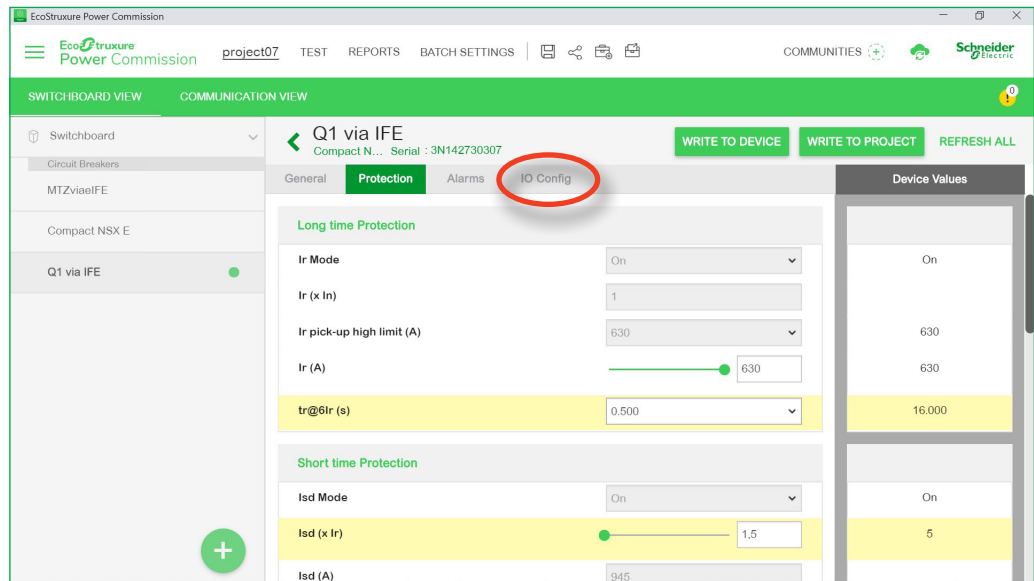 EcoStruxure Power Commission
EcoStruxure
Power Commission
project07 TEST REPORTS BATCH SETTINGS COMMUNITIES Schneider
Electric
SWITCHBOARD VIEW COMMUNICATION VIEW 0
Switchboard
Circuit Breakers
MTZviaeIFE
Compact NSX E
Q1 via IFE
Q1 via IFE
Compact N... Serial : 3N142730307
WRITE TO DEVICE WRITE TO PROJECT REFRESH ALL
General Protection Alarms IO Config Device Values
Long time Protection
Ir Mode On On
Ir (x In) 1
Ir pick-up high limit (A) 630 630
Ir (A) 630 630
tr@6Ir (s) 0.500 16.000
Short time Protection
Isd Mode On On
Isd (x Ir) 1,5 5
Isd (A) 945